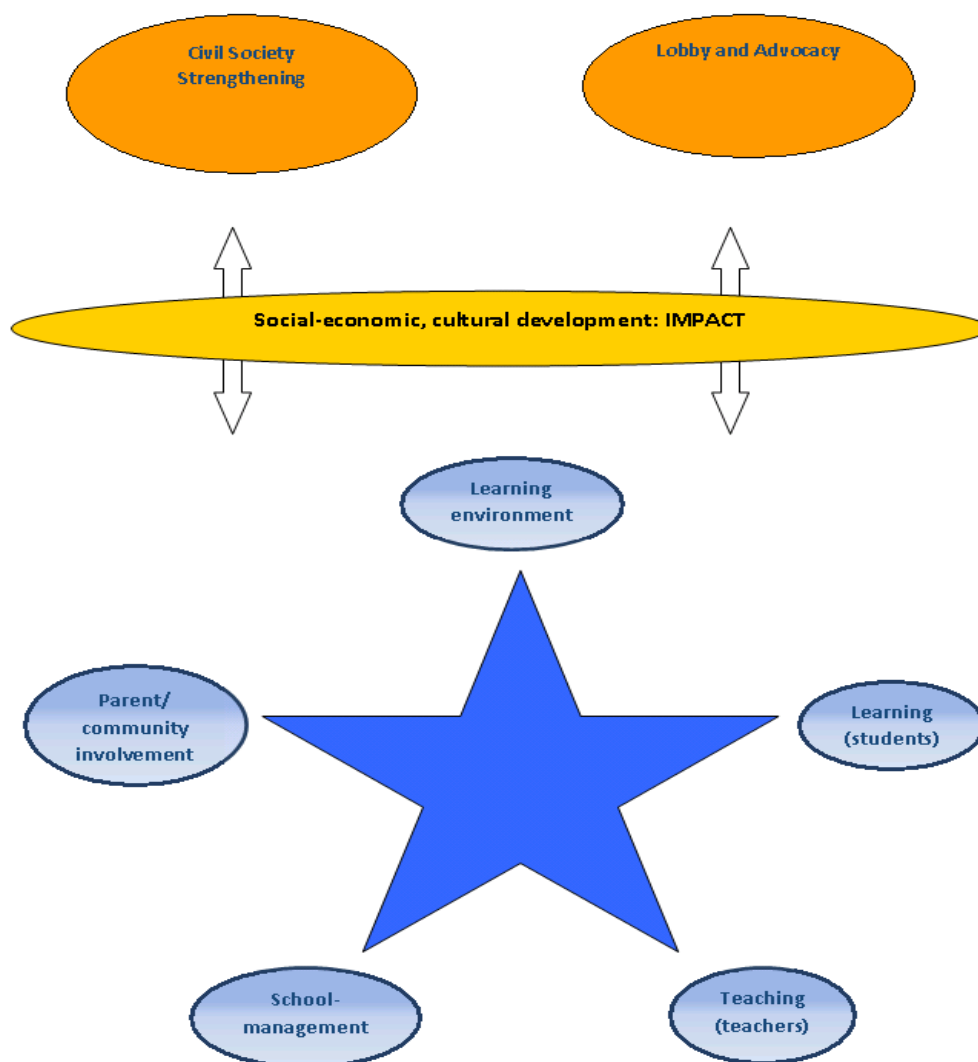 Civil Society
Strengthening
Lobby and Advocacy
Social-economic, cultural development: IMPACT
Learning
environment
Parent/
community
involvement
Learning
(students)
School-
management
Teaching
(teachers)